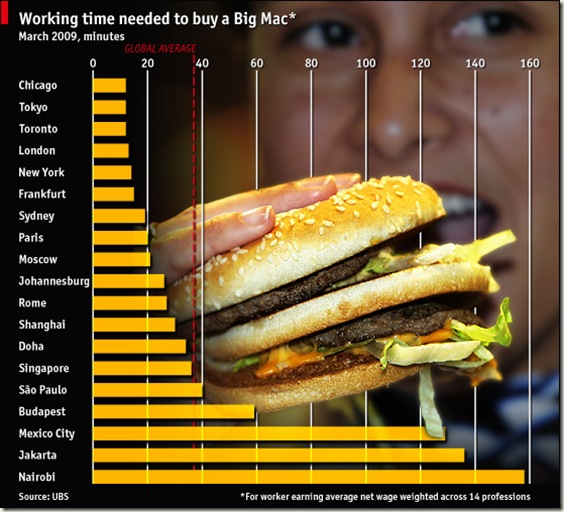 Working time needed to buy a Big Mac*
March 2009, minutes
GLOBAL AVERAGE
0 20 40 60 80 100 120 140 160
Chicago
Tokyo
Toronto
London
New York
Frankfurt
Sydney
Paris
Moscow
Johannesburg
Rome
Shanghai
Doha
Singapore
São Paulo
Budapest
Mexico City
Jakarta
Nairobi
Source: UBS *For worker earning average net wage weighted across 14 professions